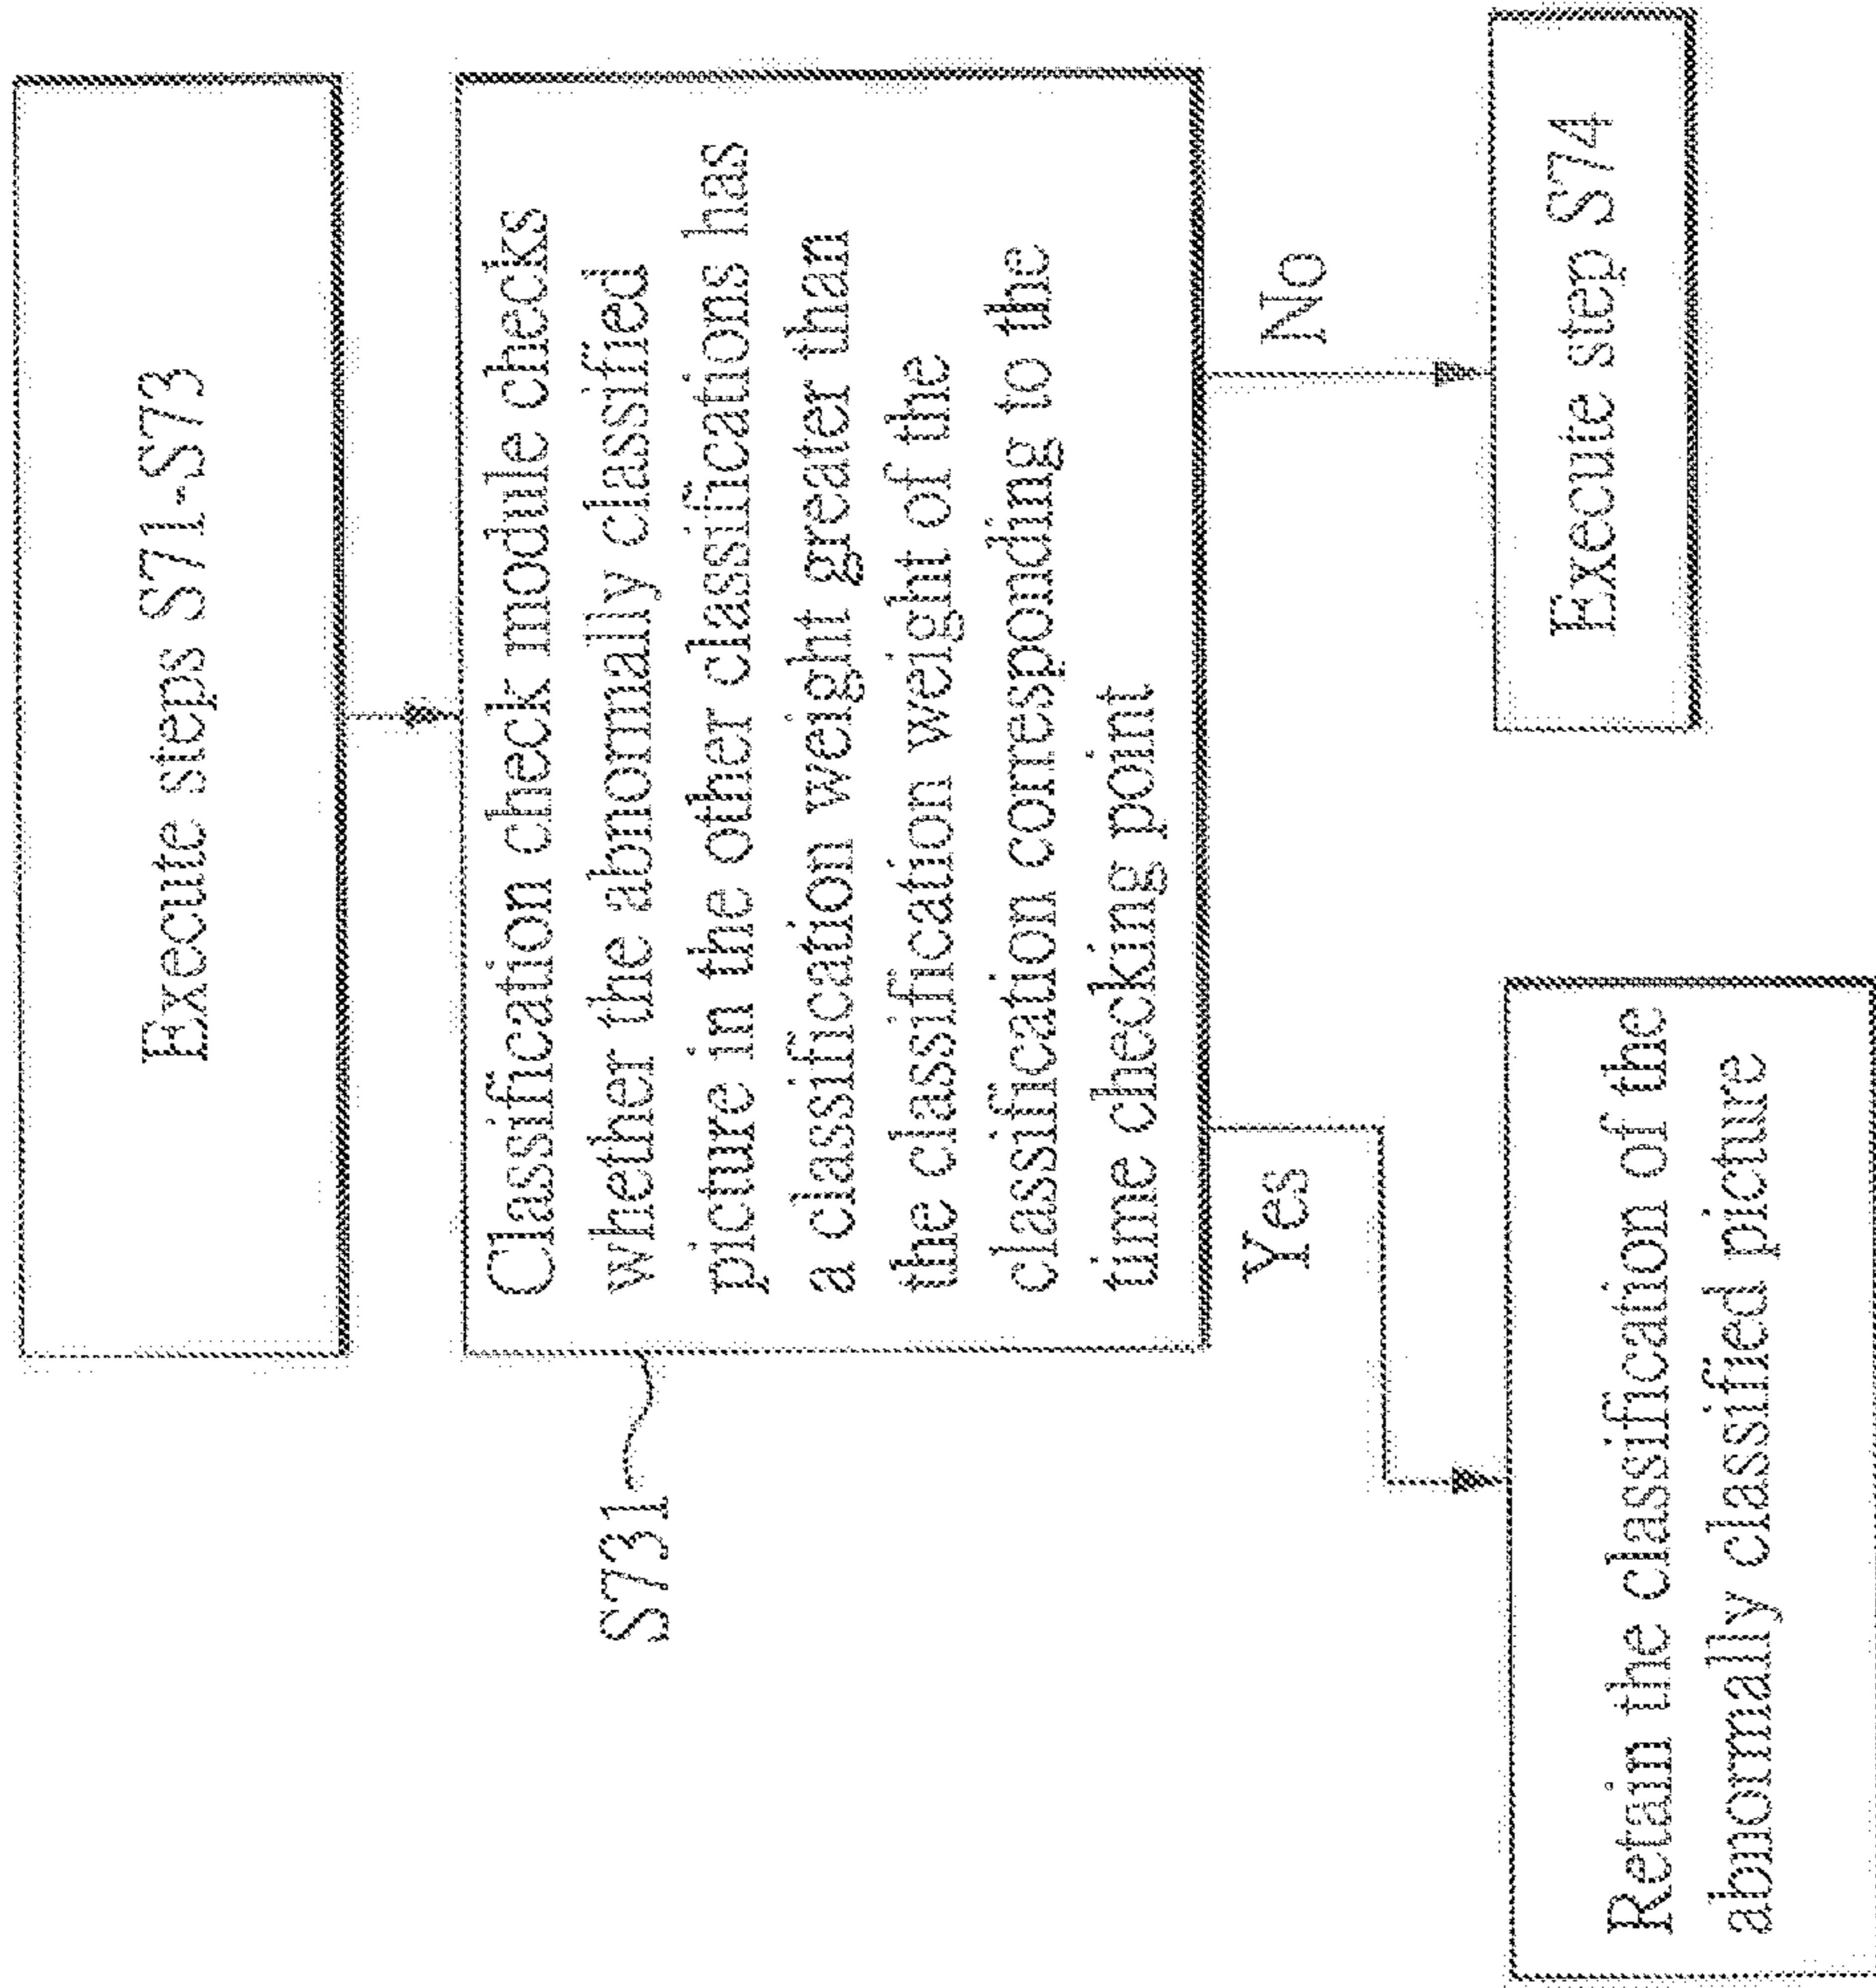 Execute steps S71-S73
S731
Classification check module checks
whether the abnormally classified
picture in the other classifications has
a classification weight greater than
the classification weight of the
classification corresponding to the
time checking point
Yes
No
Retain the classification of the
abnormally classified picture
Execute step S74